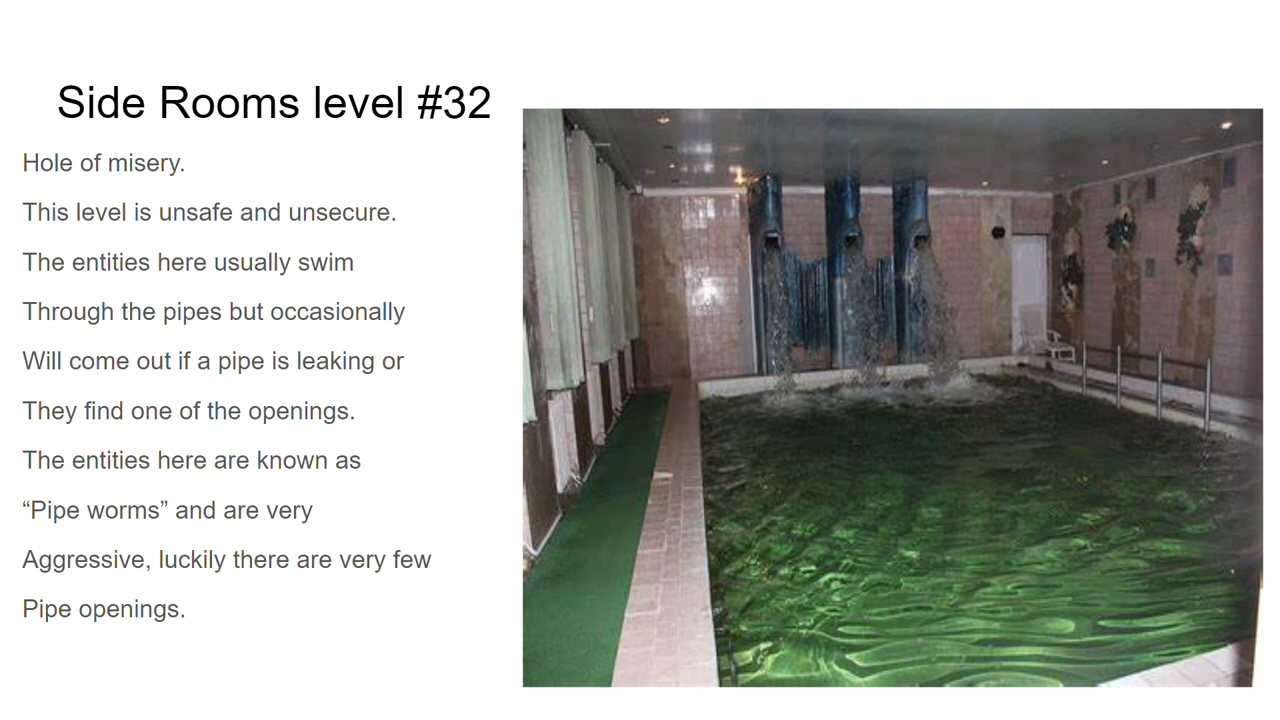 Side Rooms level #32
Hole of misery.
This level is unsafe and unsecure.
The entities here usually swim
Through the pipes but occasionally
Will come out if a pipe is leaking or
They find one of the openings.
The entities here are known as
“Pipe worms” and are very
Aggressive, luckily there are very few
Pipe openings.